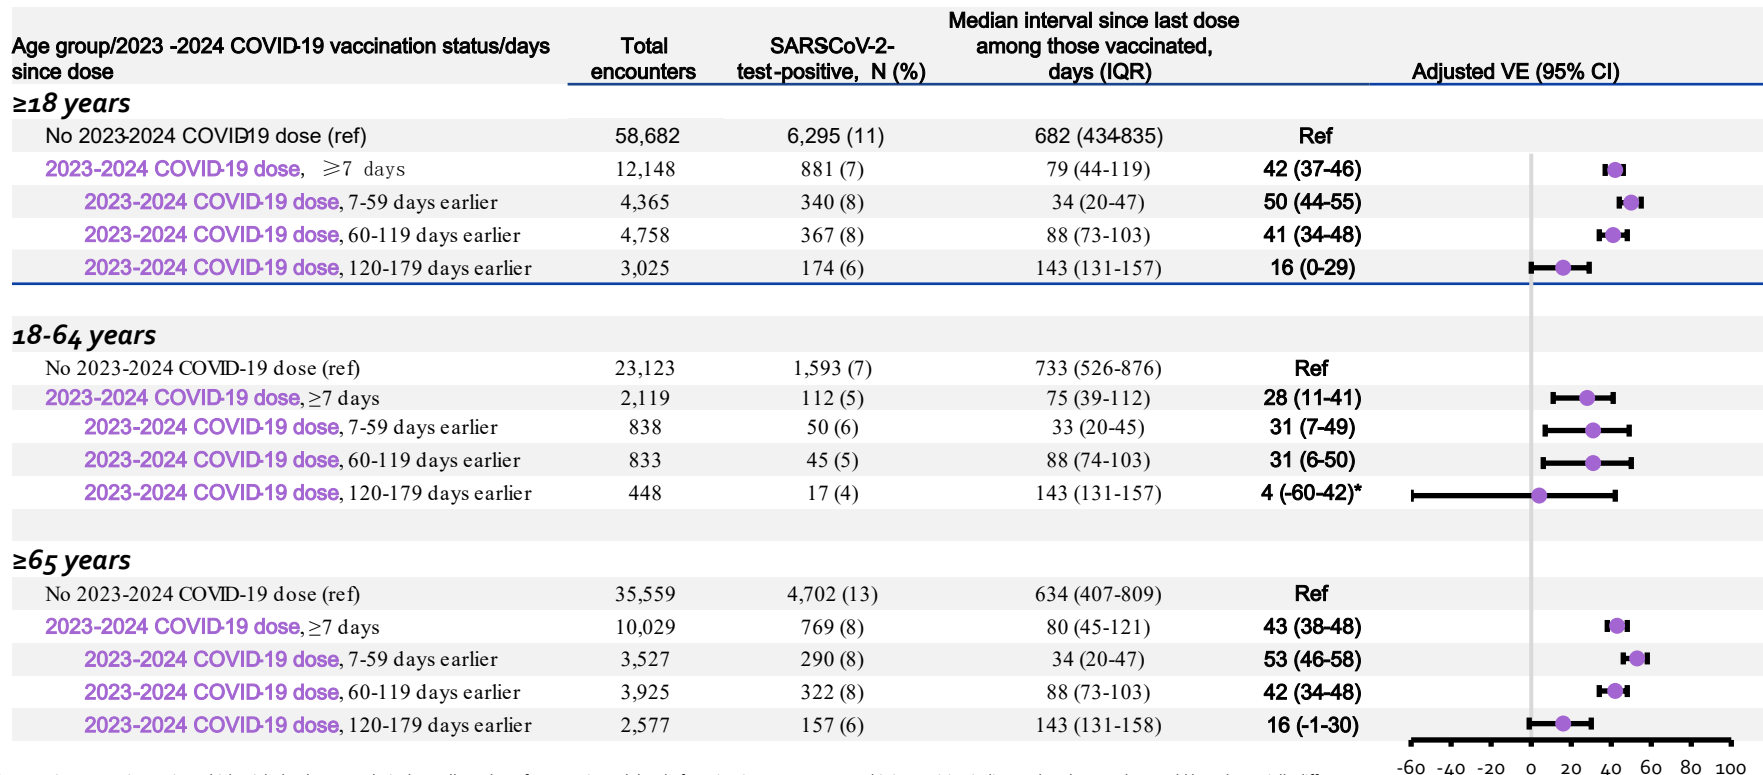 Age group/2023 -2024 COVID-19 vaccination status/days since dose
Total encounters
SARSCoV-2-test-positive, N (%)
Median interval since last dose among those vaccinated, days (IQR)
Adjusted VE (95% CI)
≥18 years
No 2023-2024 COVID-19 dose (ref) 58,682 6,295 (11) 682 (434-835) Ref
2023-2024 COVID-19 dose, ≥7 days 12,148 881 (7) 79 (44-119) 42 (37-46)
2023-2024 COVID-19 dose, 7-59 days earlier 4,365 340 (8) 34 (20-47) 50 (44-55)
2023-2024 COVID-19 dose, 60-119 days earlier 4,758 367 (8) 88 (73-103) 41 (34-48)
2023-2024 COVID-19 dose, 120-179 days earlier 3,025 174 (6) 143 (131-157) 16 (0-29)
18-64 years
No 2023-2024 COVID-19 dose (ref) 23,123 1,593 (7) 733 (526-876) Ref
2023-2024 COVID-19 dose, ≥7 days 2,119 112 (5) 75 (39-112) 28 (11-41)
2023-2024 COVID-19 dose, 7-59 days earlier 838 50 (6) 33 (20-45) 31 (7-49)
2023-2024 COVID-19 dose, 60-119 days earlier 833 45 (5) 88 (74-103) 31 (6-50)
2023-2024 COVID-19 dose, 120-179 days earlier 448 17 (4) 143 (131-157) 4 (-60-42)*
≥65 years
No 2023-2024 COVID-19 dose (ref) 35,559 4,702 (13) 634 (407-809) Ref
2023-2024 COVID-19 dose, ≥7 days 10,029 769 (8) 80 (45-121) 43 (38-48)
2023-2024 COVID-19 dose, 7-59 days earlier 3,527 290 (8) 34 (20-47) 53 (46-58)
2023-2024 COVID-19 dose, 60-119 days earlier 3,925 322 (8) 88 (73-103) 42 (34-48)
2023-2024 COVID-19 dose, 120-179 days earlier 2,577 157 (6) 143 (131-158) 16 (-1-30)
-60 -40 -20 0 20 40 60 80 100